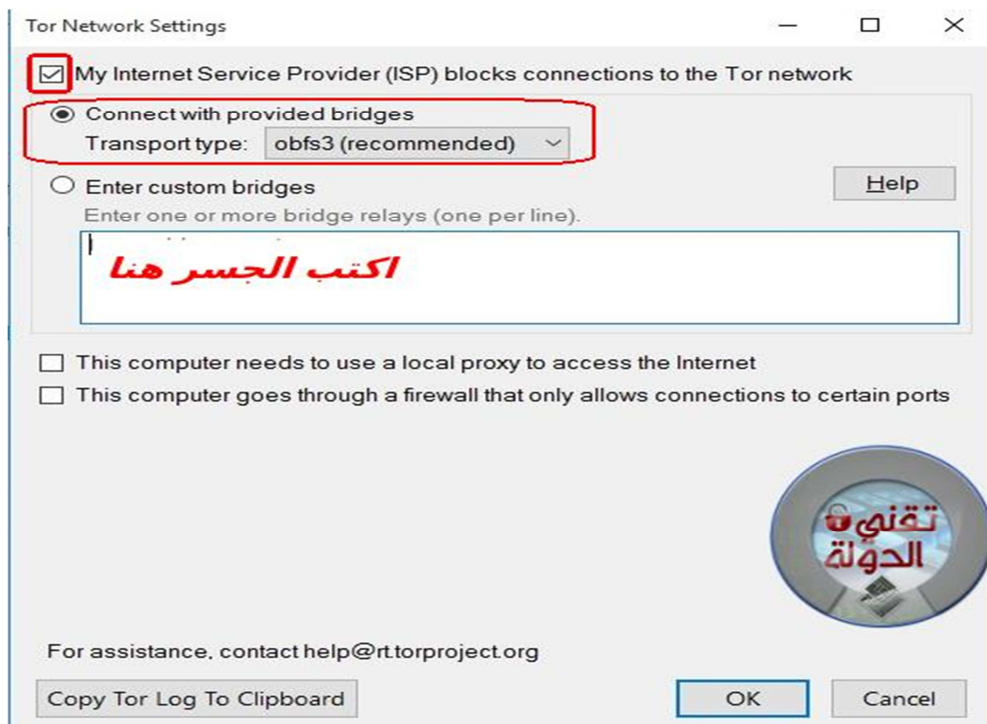 Tor Network Settings
My Internet Service Provider (ISP) blocks connections to the Tor network
Connect with provided bridges
Transport type: obfs3 (recommended)
Enter custom bridges
Help
Enter one or more bridge relays (one per line).
اكتب الجسر هنا
This computer needs to use a local proxy to access the Internet
This computer goes through a firewall that only allows connections to certain ports
تقني
الدولة
For assistance, contact help@rt.torproject.org
Copy Tor Log To Clipboard
OK
Cancel